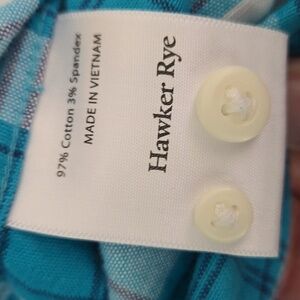 97% Cotton 3% Spandex
MADE IN VIETNAM
Hawker Rye